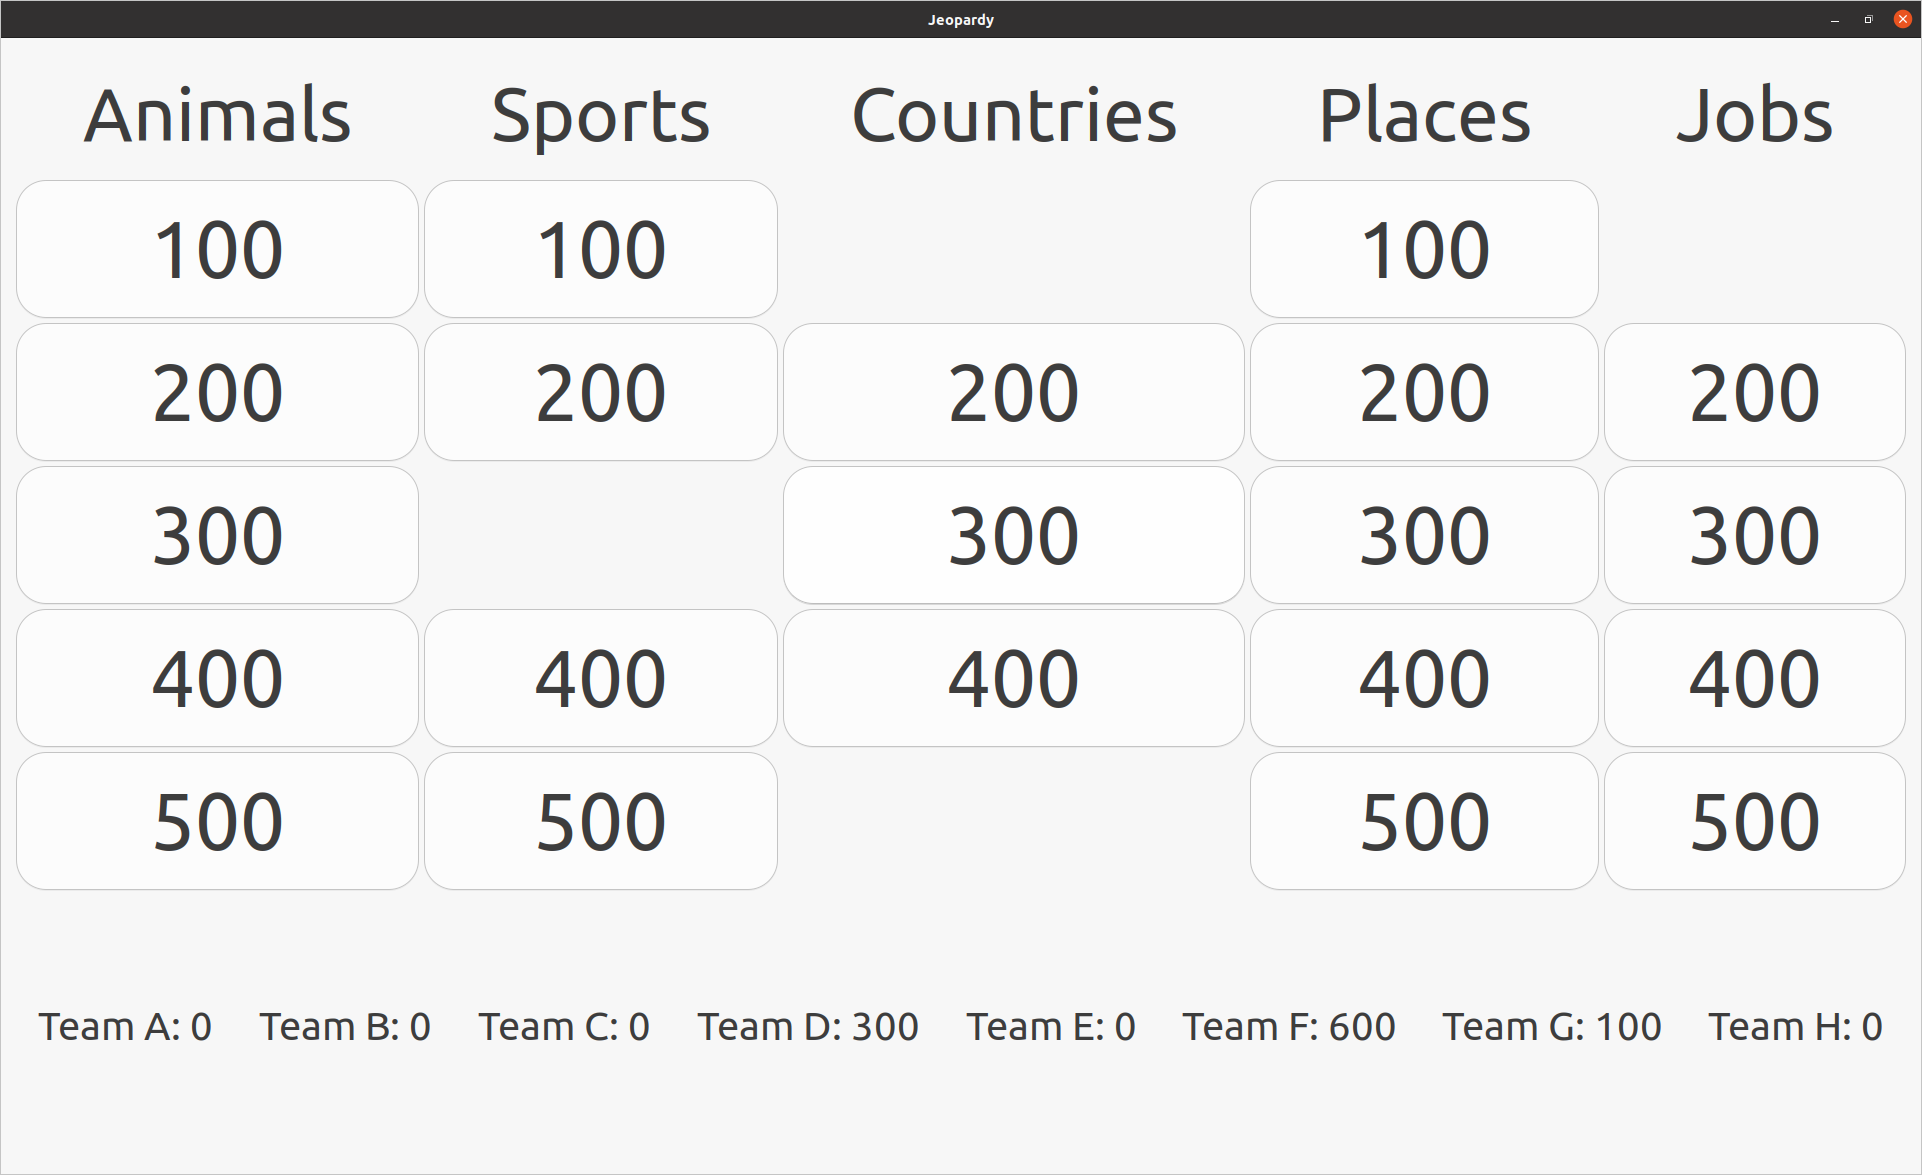 Jeopardy
Animals Sports Countries Places Jobs
100 100 100
200 200 200 200 200
300 300 300 300
400 400 400 400 400
500 500 500 500
Team A: 0 Team B: 0 Team C: 0 Team D: 300 Team E: 0 Team F: 600 Team G: 100 Team H: 0